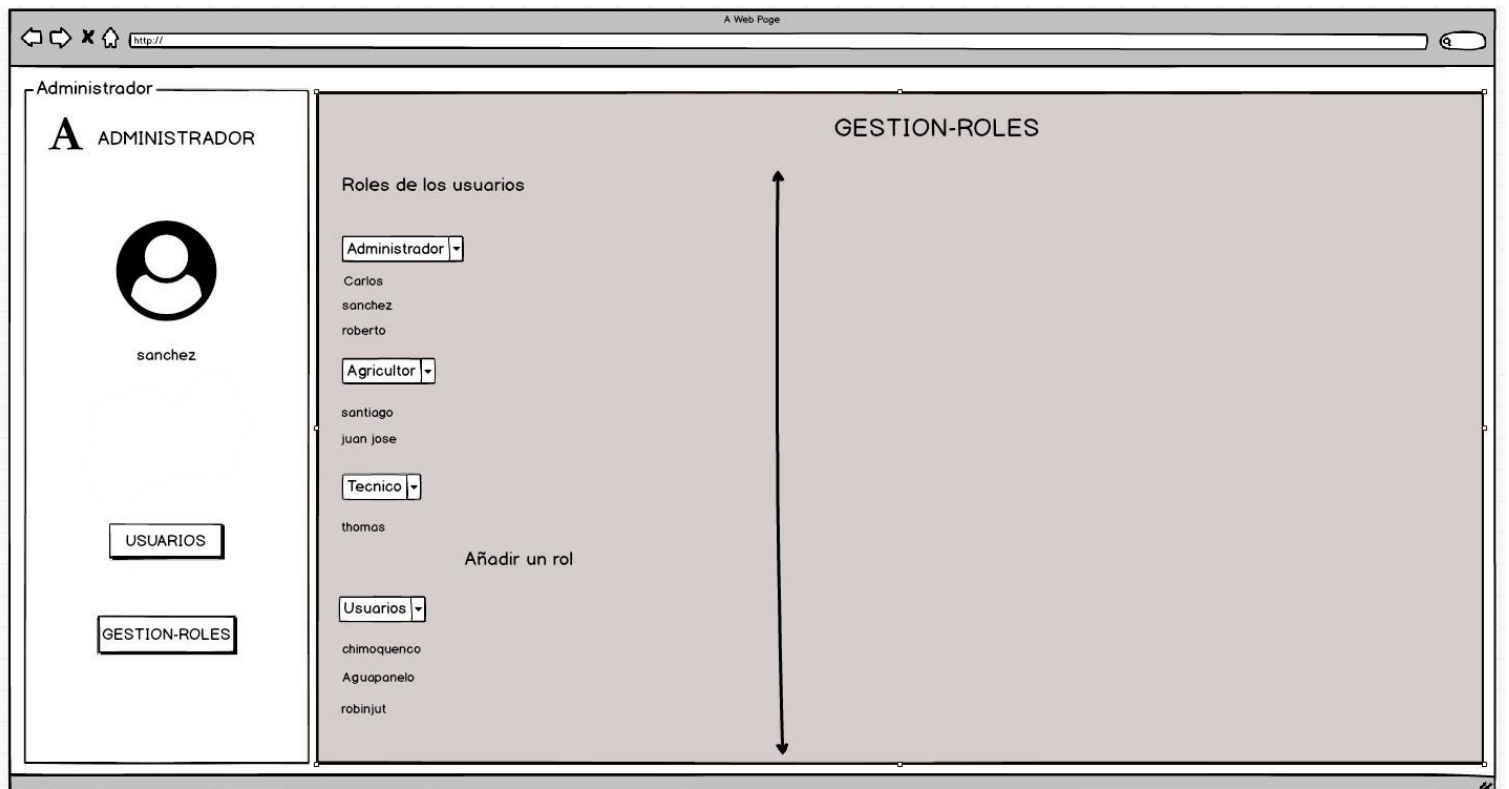 A Web Page
http://
Administrador
A ADMINISTRADOR
sanchez
USUARIOS
GESTION-ROLES
GESTION-ROLES
Roles de los usuarios
Administrador
Carlos
sanchez
roberto
Agricultor
santiago
juan jose
Tecnico
thomas
Añadir un rol
Usuarios
chimoquenco
Aguapanelo
robinjut